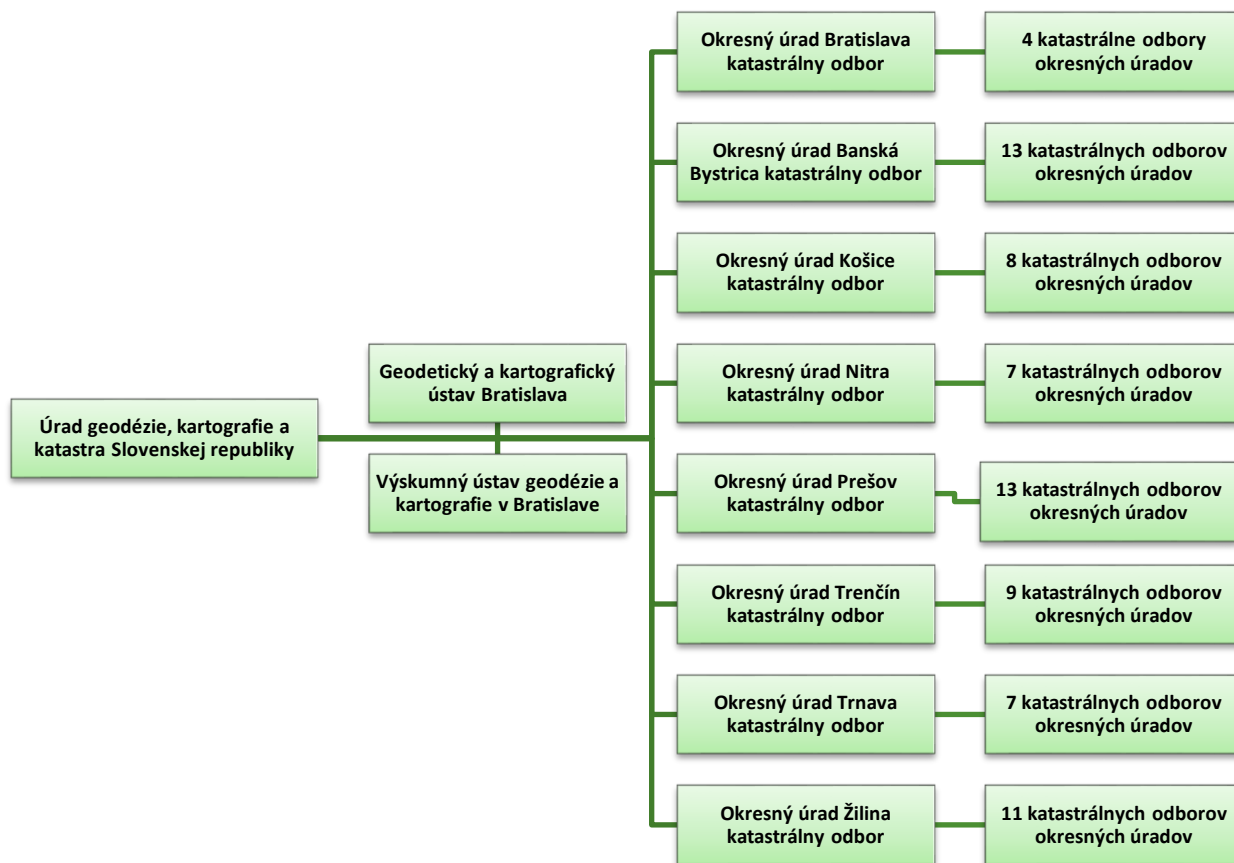 Úrad geodézie, kartografie a
katastra Slovenskej republiky
Geodetický a kartografický
ústav Bratislava
Výskumný ústav geodézie a
kartografie v Bratislave
Okresný úrad Bratislava
katastrálny odbor
4 katastrálne odbory
okresných úradov
Okresný úrad Banská
Bystrica katastrálny odbor
13 katastrálnych odborov
okresných úradov
Okresný úrad Košice
katastrálny odbor
8 katastrálnych odborov
okresných úradov
Okresný úrad Nitra
katastrálny odbor
7 katastrálnych odborov
okresných úradov
Okresný úrad Prešov
katastrálny odbor
13 katastrálnych odborov
okresných úradov
Okresný úrad Trenčín
katastrálny odbor
9 katastrálnych odborov
okresných úradov
Okresný úrad Trnava
katastrálny odbor
7 katastrálnych odborov
okresných úradov
Okresný úrad Žilina
katastrálny odbor
11 katastrálnych odborov
okresných úradov